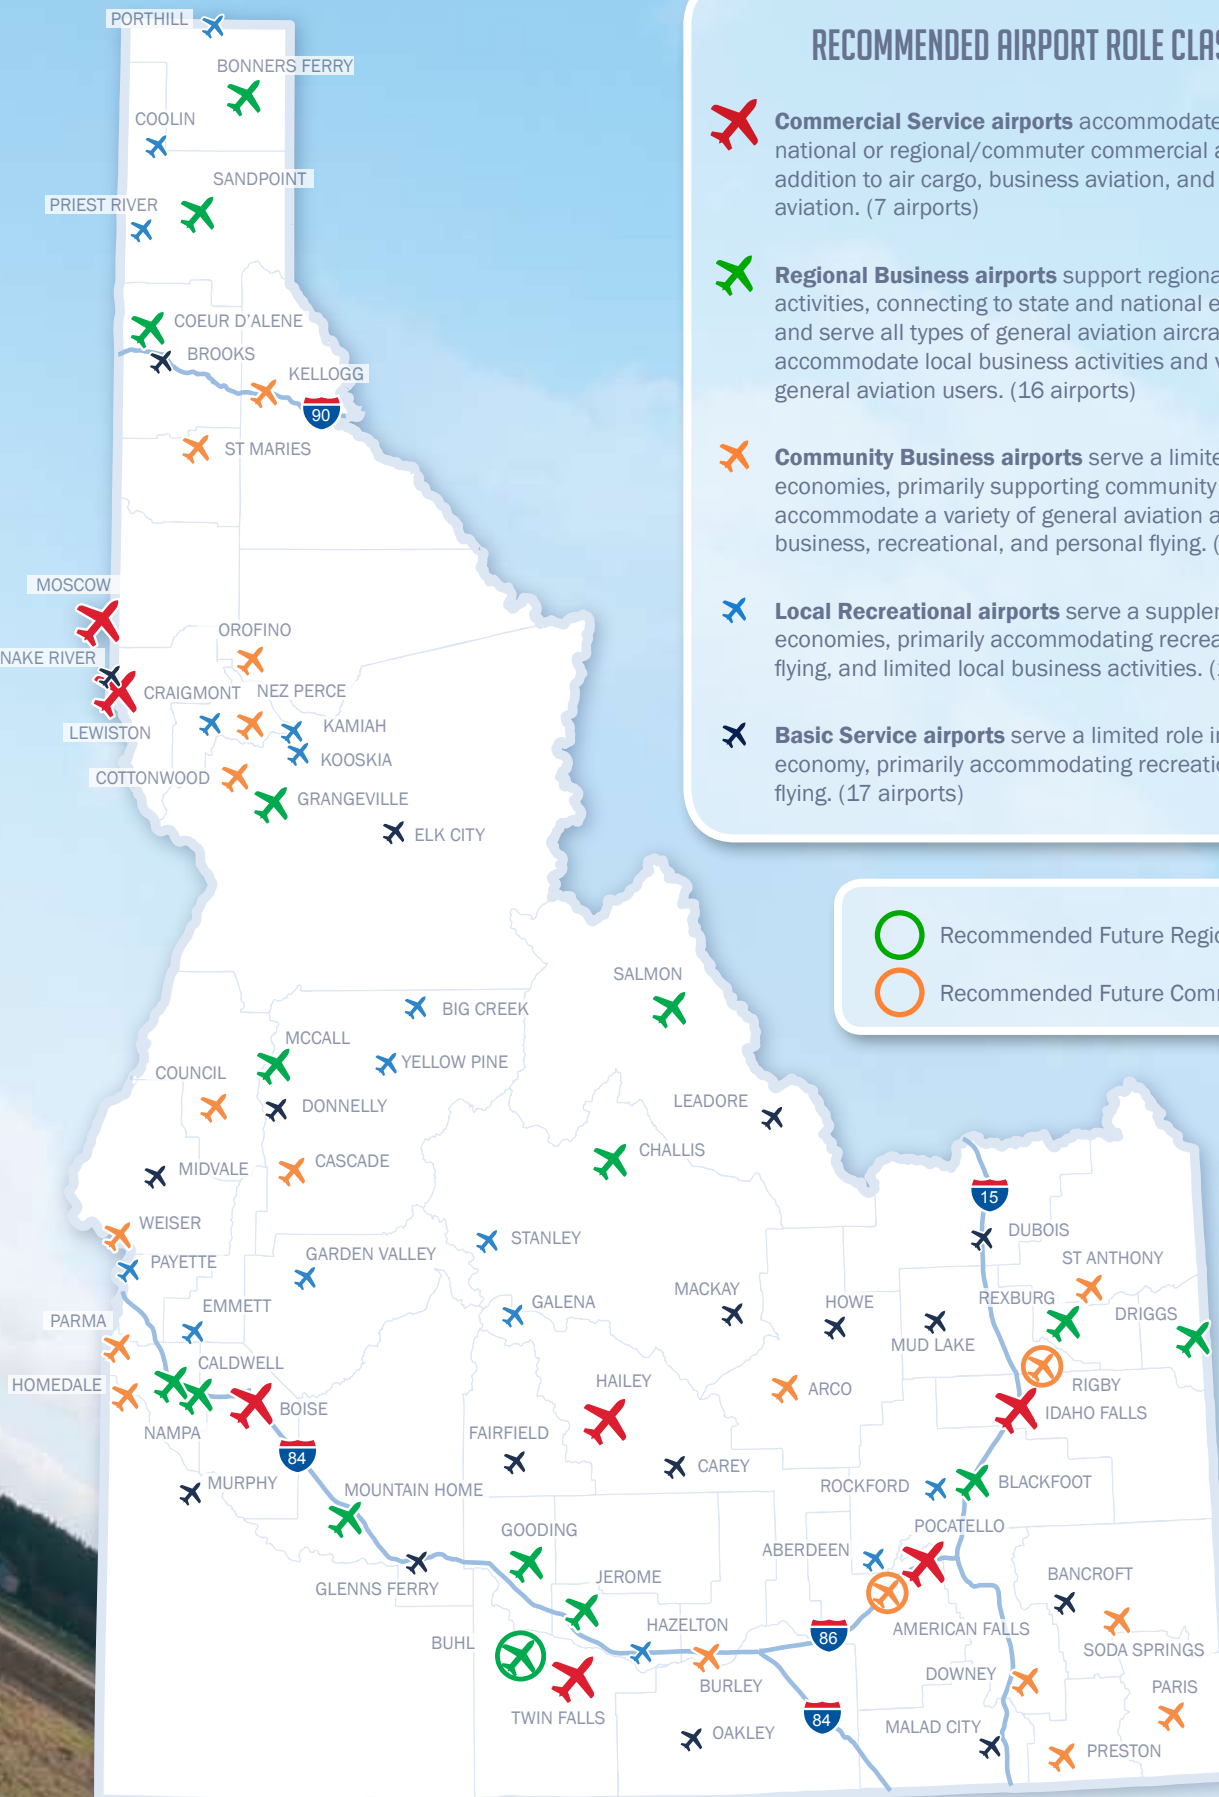 PORTHILL
BONNERS FERRY
COOLIN
SANDPOINT
PRIEST RIVER
COEUR D'ALENE
BROOKS
KELLOGG
90
ST MARIES
MOSCOW
OROFINO
NAKE RIVER
CRAIGMONT
NEZ PERCE
LEWISTON
KAMIAH
KOOSKIA
COTTONWOOD
GRANGEVILLE
ELK CITY
RECOMMENDED AIRPORT ROLE
Commercial Service airports accommodate
national or regional/commuter commercial
addition to air cargo, business aviation, and
aviation. (7 airports)
Regional Business airports support
activities, connecting to state and national
and serve all types of general aviation
accommodate local business activities and
general aviation users. (16 airports)
Community Business airports serve a
economies, primarily supporting community
accommodate a variety of general aviation
business, recreational, and personal flying. (
Local Recreational airports serve a
economies, primarily accommodating
flying, and limited local business activities. (
Basic Service airports serve a limited role
economy, primarily accommodating
flying. (17 airports)
Recommended Future
Recommended Future
SALMON
BIG CREEK
MCCALL
YELLOW PINE
COUNCIL
DONNELLY
LEADORE
CHALLIS
MIDVALE
CASCADE
15
WEISER
STANLEY
DUBOIS
PAYETTE
GARDEN VALLEY
ST ANTHONY
MACKAY
REXBURG
EMMETT
GALENA
HOWE
DRIGGS
PARMA
MUD LAKE
CALDWELL
HOMEDALE
HAILEY
ARCO
RIGBY
BOISE
IDAHO FALLS
NAMPA
FAIRFIELD
84
CAREY
MURPHY
MOUNTAIN HOME
ROCKFORD
BLACKFOOT
GOODING
POCATELLO
ABERDEEN
GLENNS FERRY
JEROME
BANCROFT
HAZELTON
AMERICAN FALLS
BUHL
86
SODA SPRINGS
BURLEY
DOWNEY
PARIS
TWIN FALLS
84
MALAD CITY
OAKLEY
PRESTON